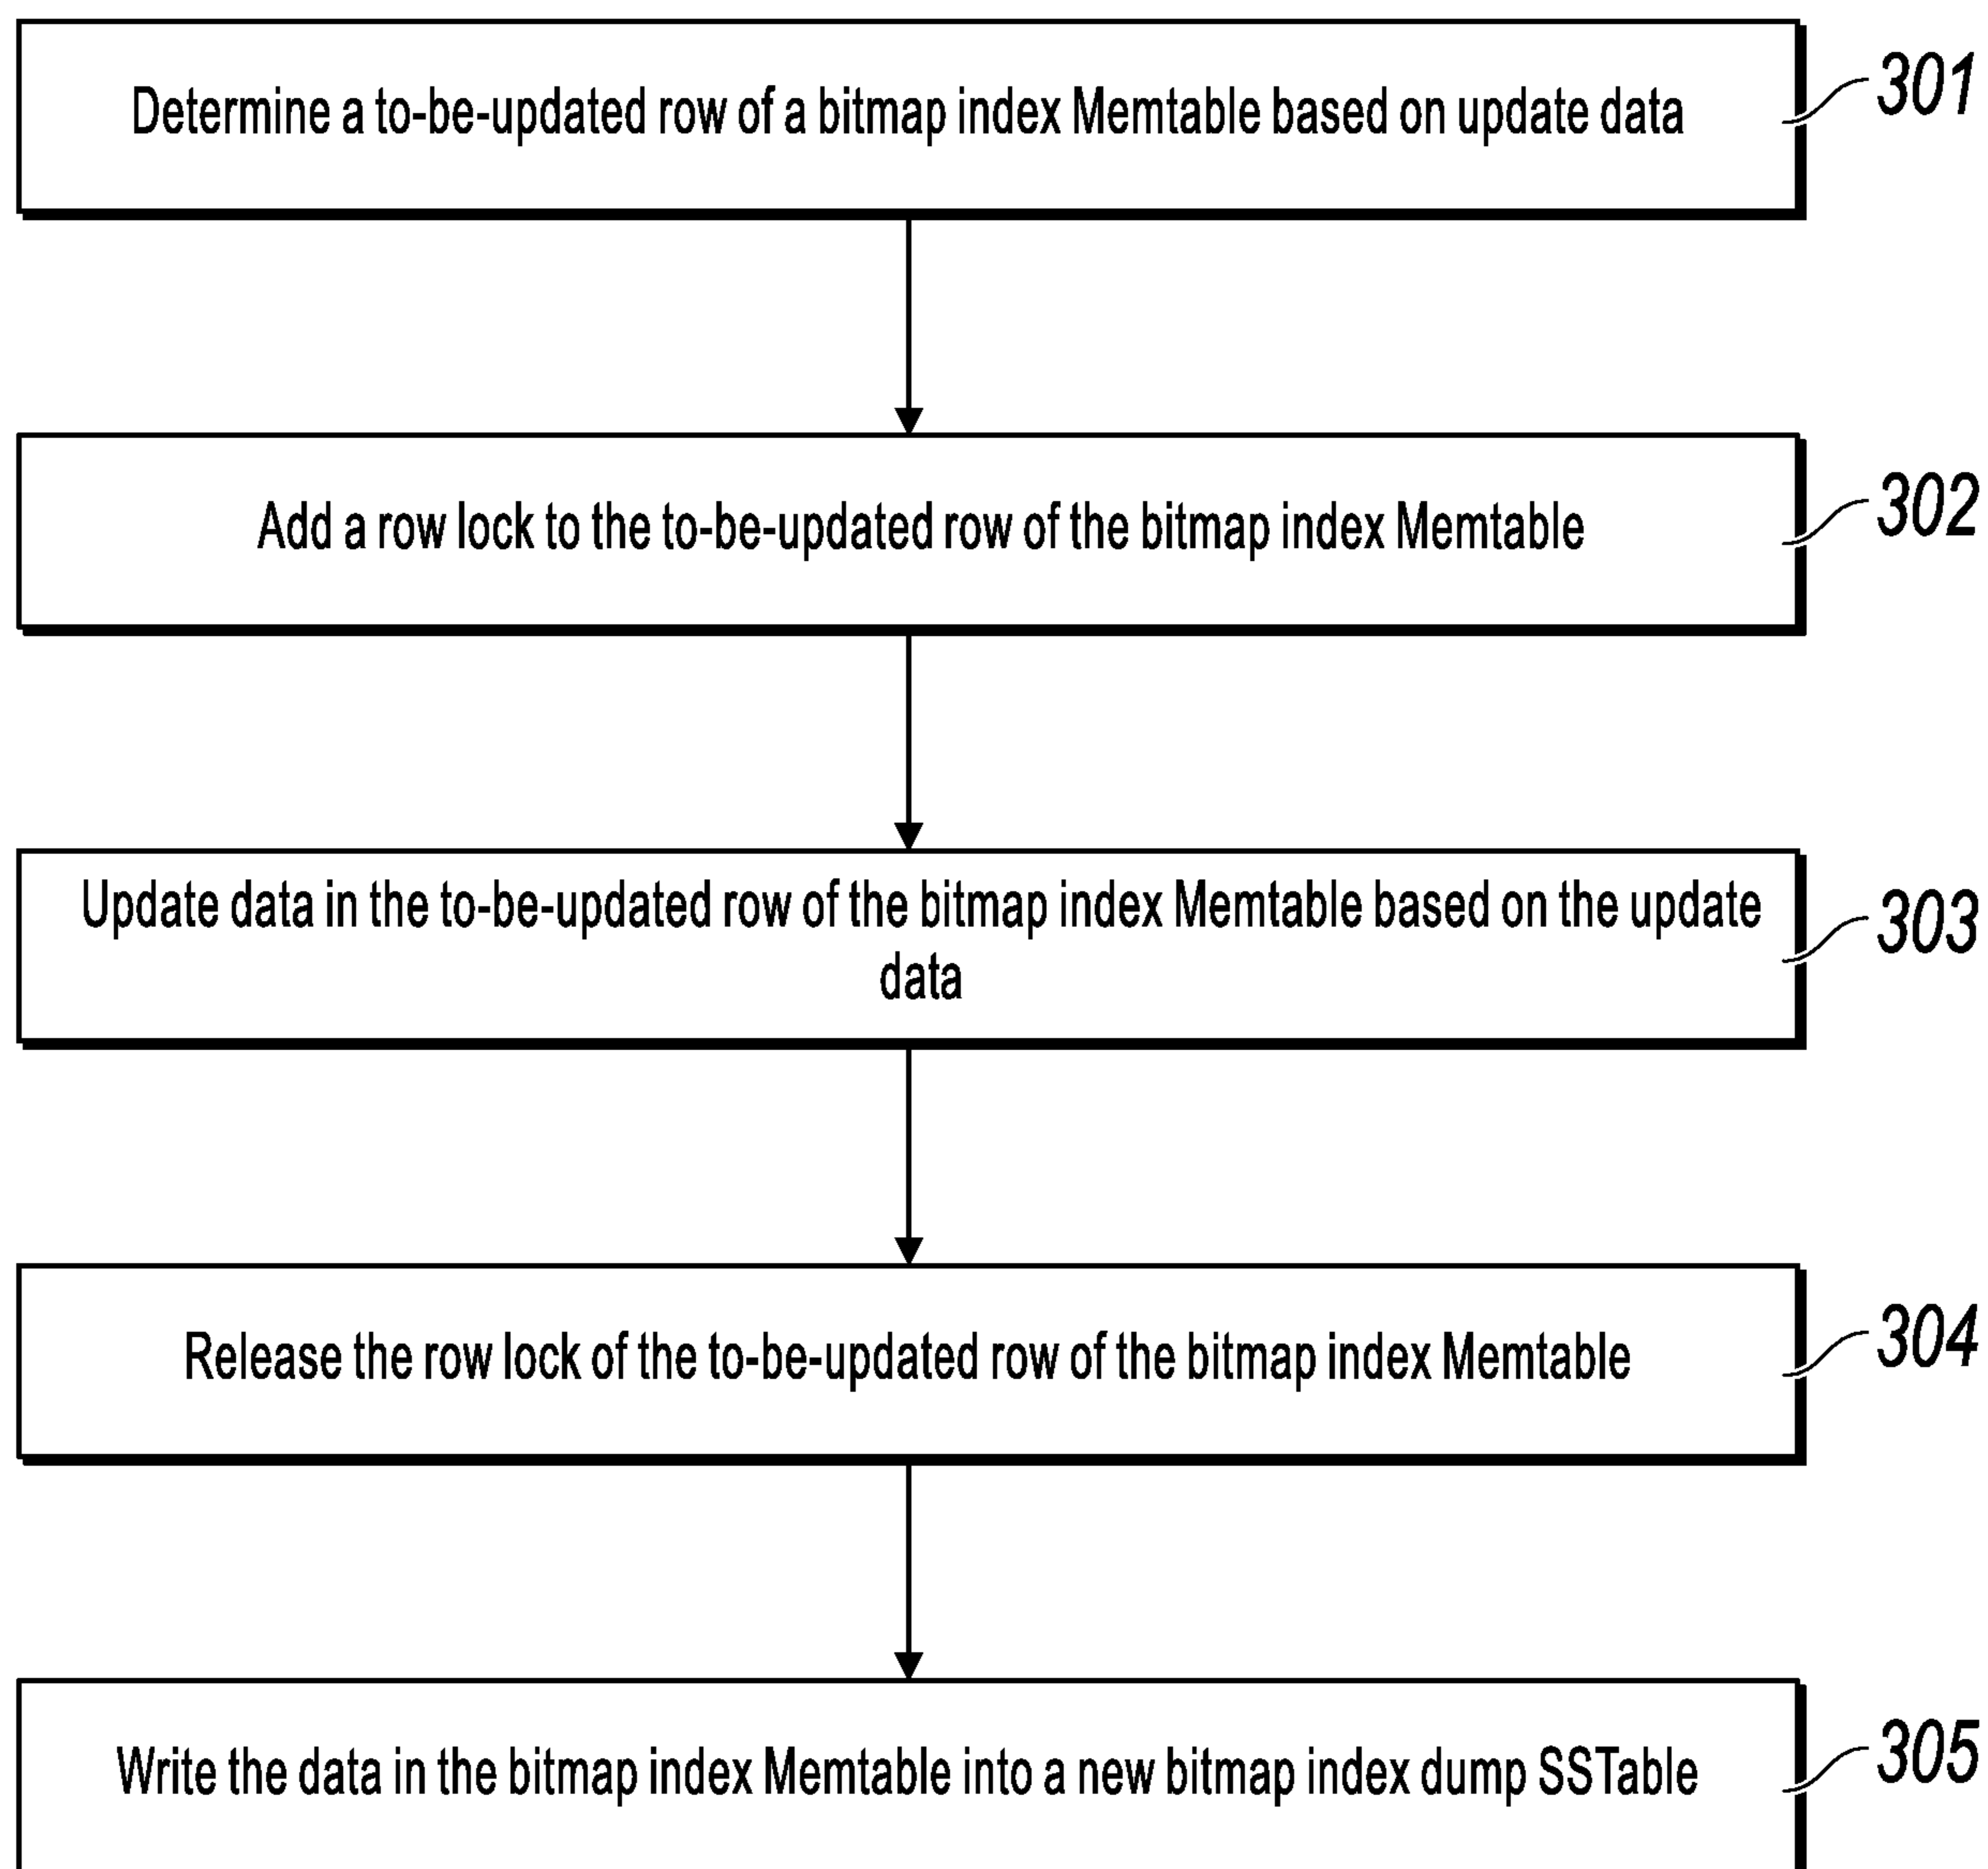 Determine a to-be-updated row of a bitmap index Memtable based on update data
301
Add a row lock to the to-be-updated row of the bitmap index Memtable
302
Update data in the to-be-updated row of the bitmap index Memtable based on the update
data
303
Release the row lock of the to-be-updated row of the bitmap index Memtable
304
Write the data in the bitmap index Memtable into a new bitmap index dump SSTable
305